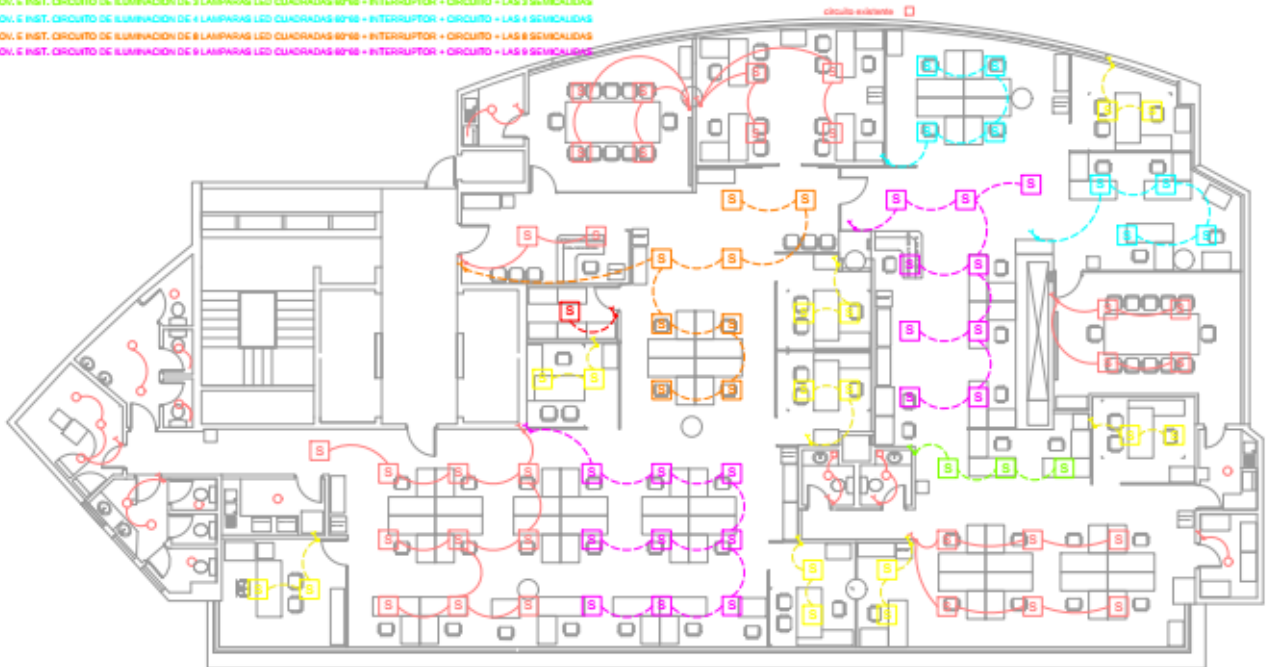 OV. E INST. CIRCUITO DE ILUMINACION DE 3 LAMPARAS LED CUADRADAS 60*60 + INTERRUPTOR + CIRCUITO + LAS 3 SEMICALIDAS
circuito existente
OV. E INST. CIRCUITO DE ILUMINACION DE 4 LAMPARAS LED CUADRADAS 60*60 + INTERRUPTOR + CIRCUITO + LAS 4 SEMICALIDAS
OV. E INST. CIRCUITO DE ILUMINACION DE 8 LAMPARAS LED CUADRADAS 60*60 + INTERRUPTOR + CIRCUITO + LAS 8 SEMICALIDAS
OV. E INST. CIRCUITO DE ILUMINACION DE 9 LAMPARAS LED CUADRADAS 60*60 + INTERRUPTOR + CIRCUITO + LAS 9 SEMICALIDAS